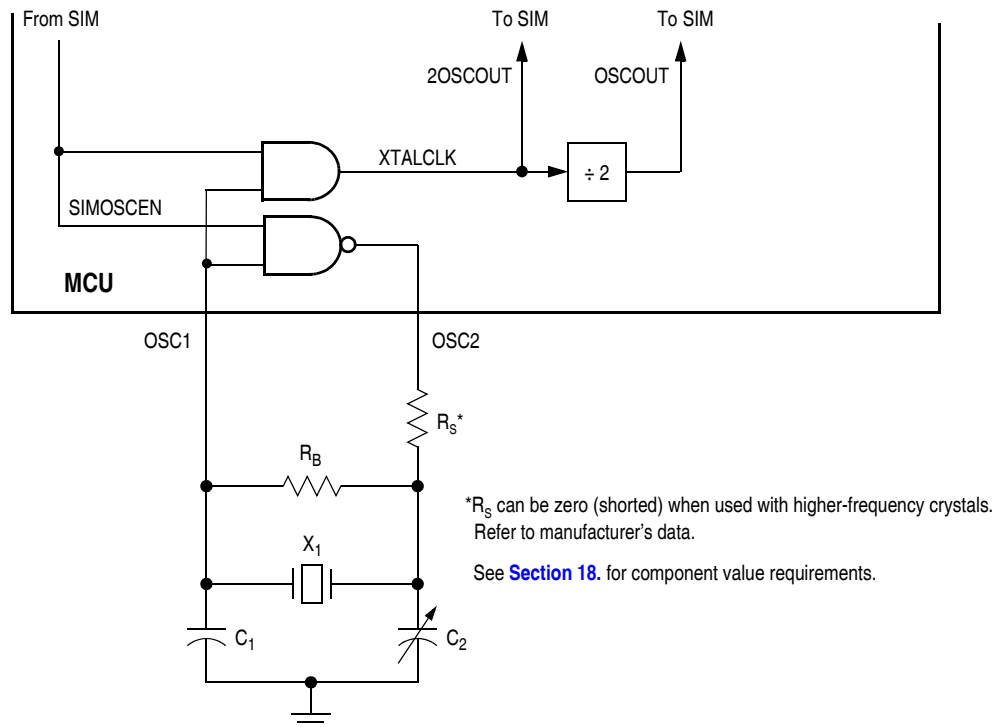 From SIM
To SIM
To SIM
2OSCOUT
OSCOUT
XTALCLK
÷ 2
SIMOSCEN
MCU
OSC1
OSC2
RS*
RB
*RS can be zero (shorted) when used with higher-frequency crystals.
Refer to manufacturer's data.
X1
See Section 18. for component value requirements.
C1
C2